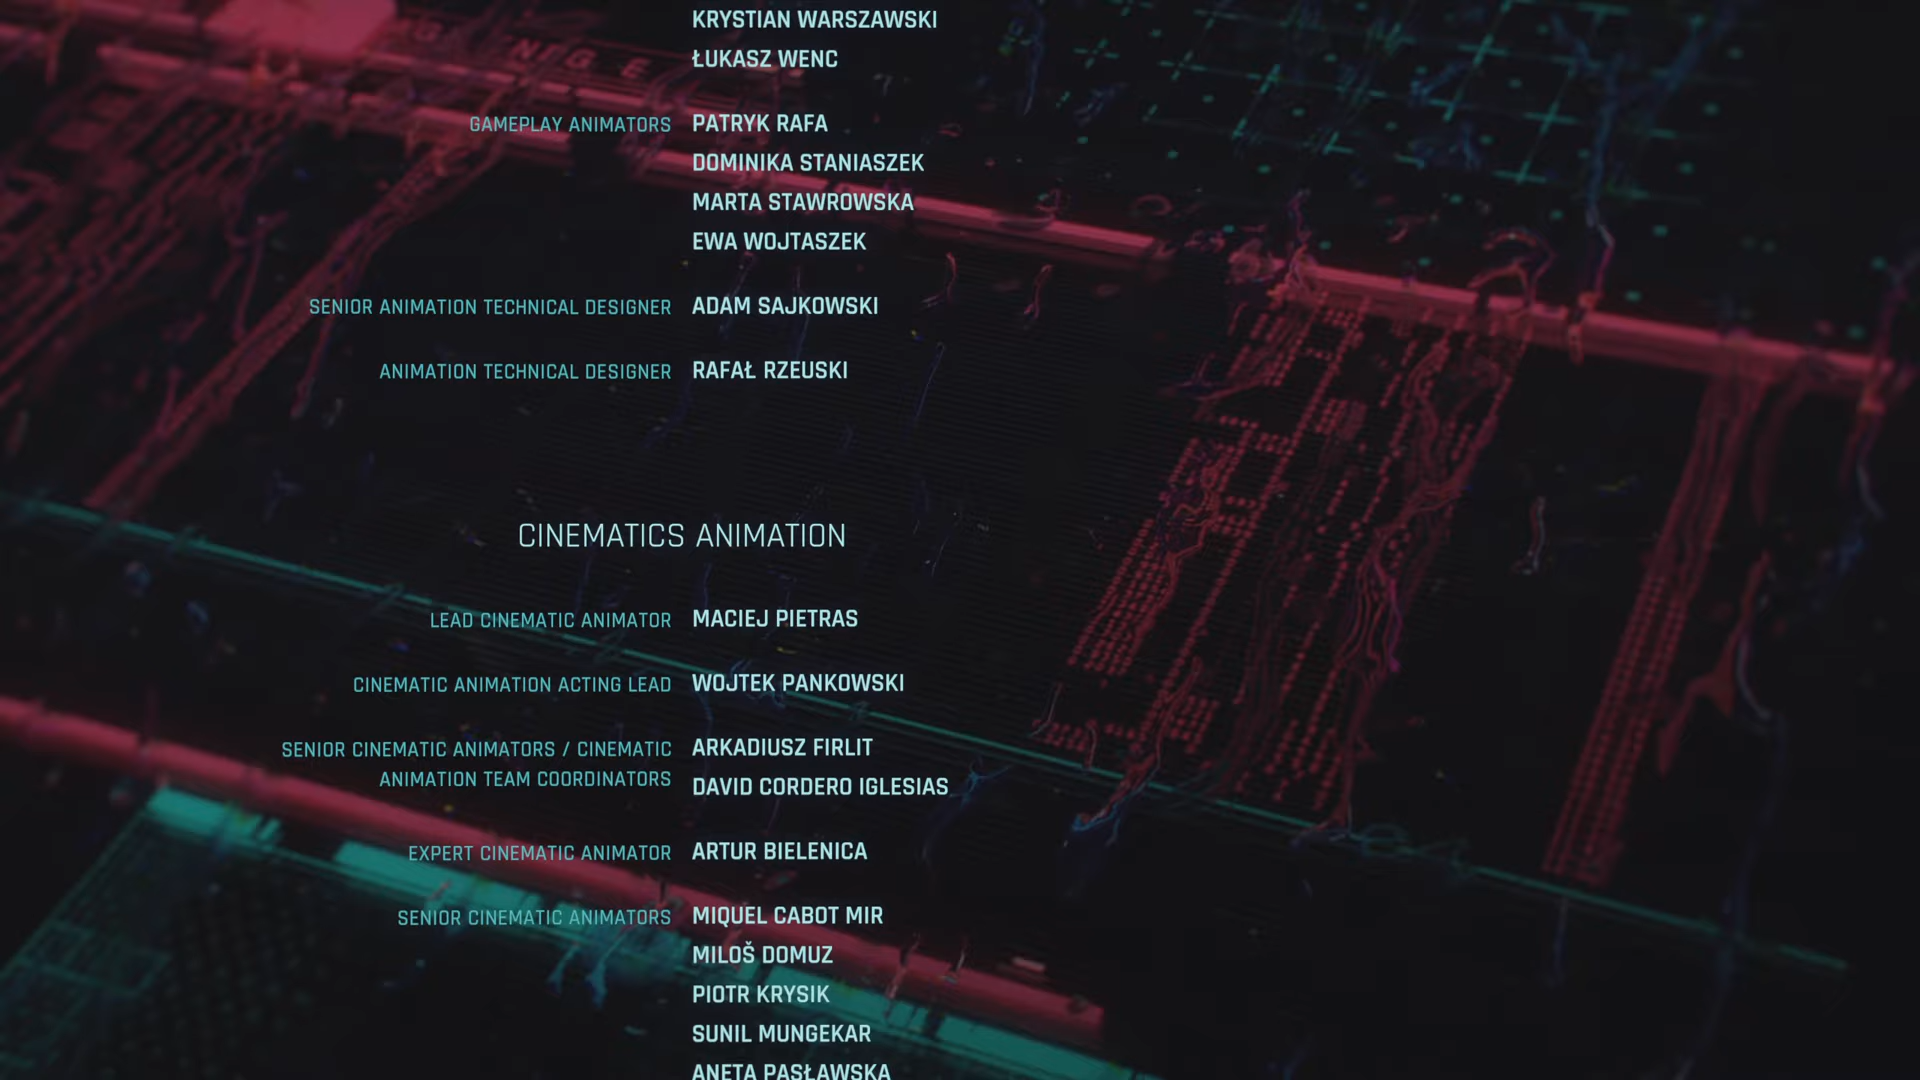 KRYSTIAN WARSZAWSKI
ŁUKASZ WENC
GAMEPLAY ANIMATORS PATRYK RAFA
DOMINIKA STANIASZEK
MARTA STAWROWSKA
EWA WOJTASZEK
SENIOR ANIMATION TECHNICAL DESIGNER ADAM SAJKOWSKI
ANIMATION TECHNICAL DESIGNER RAFAŁ RZEUSKI
CINEMATICS ANIMATION
LEAD CINEMATIC ANIMATOR MACIEJ PIETRAS
CINEMATIC ANIMATION ACTING LEAD WOJTEK PANKOWSKI
SENIOR CINEMATIC ANIMATORS / CINEMATIC ARKADIUSZ FIRLIT
ANIMATION TEAM COORDINATORS DAVID CORDERO IGLESIAS
EXPERT CINEMATIC ANIMATOR ARTUR BIELENICA
SENIOR CINEMATIC ANIMATORS MIQUEL CABOT MIR
MILOŠ DOMUZ
PIOTR KRYSIK
SUNIL MUNGEKAR
ANETA PASŁAWSKA